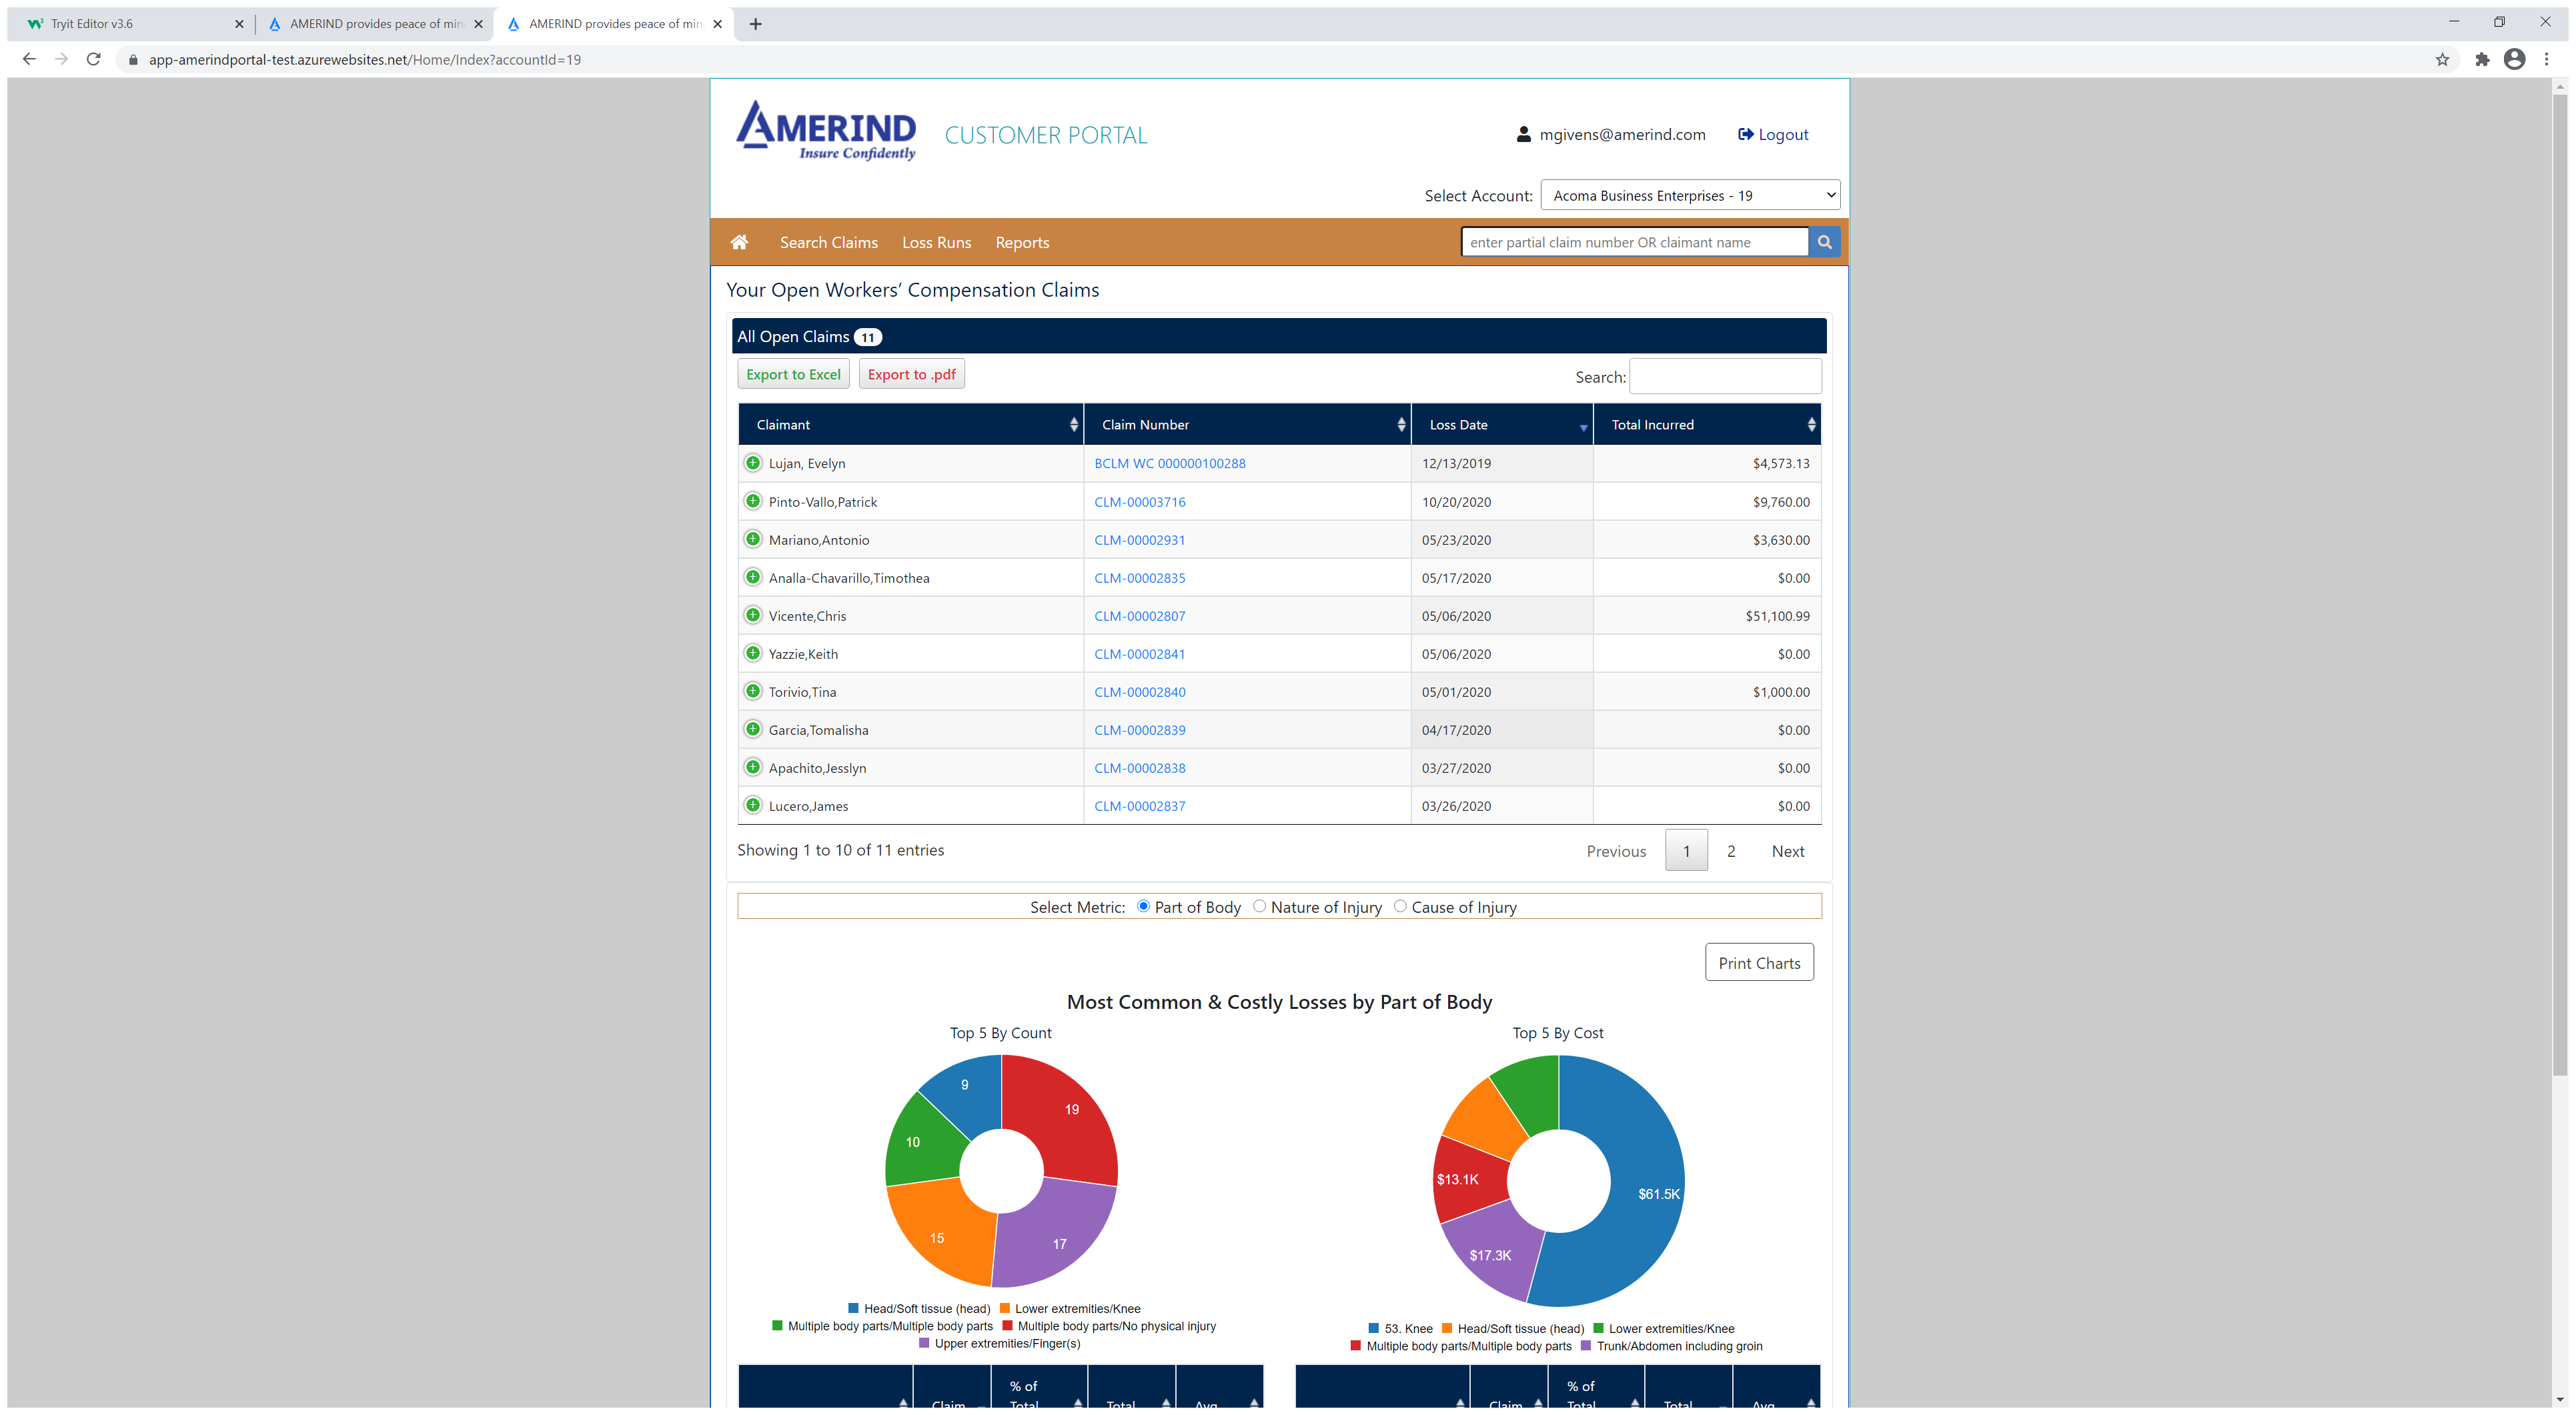 Tryit Editor v3.6
AMERIND provides peace of min
AMERIND provides peace of min
app-amerindportal-test.azurewebsites.net/Home/Index?accountId=19
AMERIND
Insure Confidently
CUSTOMER PORTAL
mgivens@amerind.com
Logout
Select Account: Acoma Business Enterprises - 19
Search Claims Loss Runs Reports
enter partial claim number OR claimant name
Your Open Workers’ Compensation Claims
All Open Claims 11
Export to Excel Export to .pdf Search:
Claimant Claim Number Loss Date Total Incurred
Lujan, Evelyn BCLM WC 000000100288 12/13/2019 $4,573.13
Pinto-Vallo,Patrick CLM-00003716 10/20/2020 $9,760.00
Mariano,Antonio CLM-00002931 05/23/2020 $3,630.00
Analla-Chavarillo,Timothea CLM-00002835 05/17/2020 $0.00
Vicente,Chris CLM-00002807 05/06/2020 $51,100.99
Yazzie,Keith CLM-00002841 05/06/2020 $0.00
Torivio,Tina CLM-00002840 05/01/2020 $1,000.00
Garcia,Tomalisha CLM-00002839 04/17/2020 $0.00
Apachito,Jesslyn CLM-00002838 03/27/2020 $0.00
Lucero,James CLM-00002837 03/26/2020 $0.00
Showing 1 to 10 of 11 entries Previous 1 2 Next
Select Metric: Part of Body Nature of Injury Cause of Injury
Print Charts
Most Common & Costly Losses by Part of Body
Top 5 By Count
9
19
10
15
17
Head/Soft tissue (head) Lower extremities/Knee
Multiple body parts/Multiple body parts Multiple body parts/No physical injury
Upper extremities/Finger(s)
Top 5 By Cost
$13.1K
$61.5K
$17.3K
53. Knee Head/Soft tissue (head) Lower extremities/Knee
Multiple body parts/Multiple body parts Trunk/Abdomen including groin
% of
Claim Total Total Avg
% of
Claim Total Total Avg